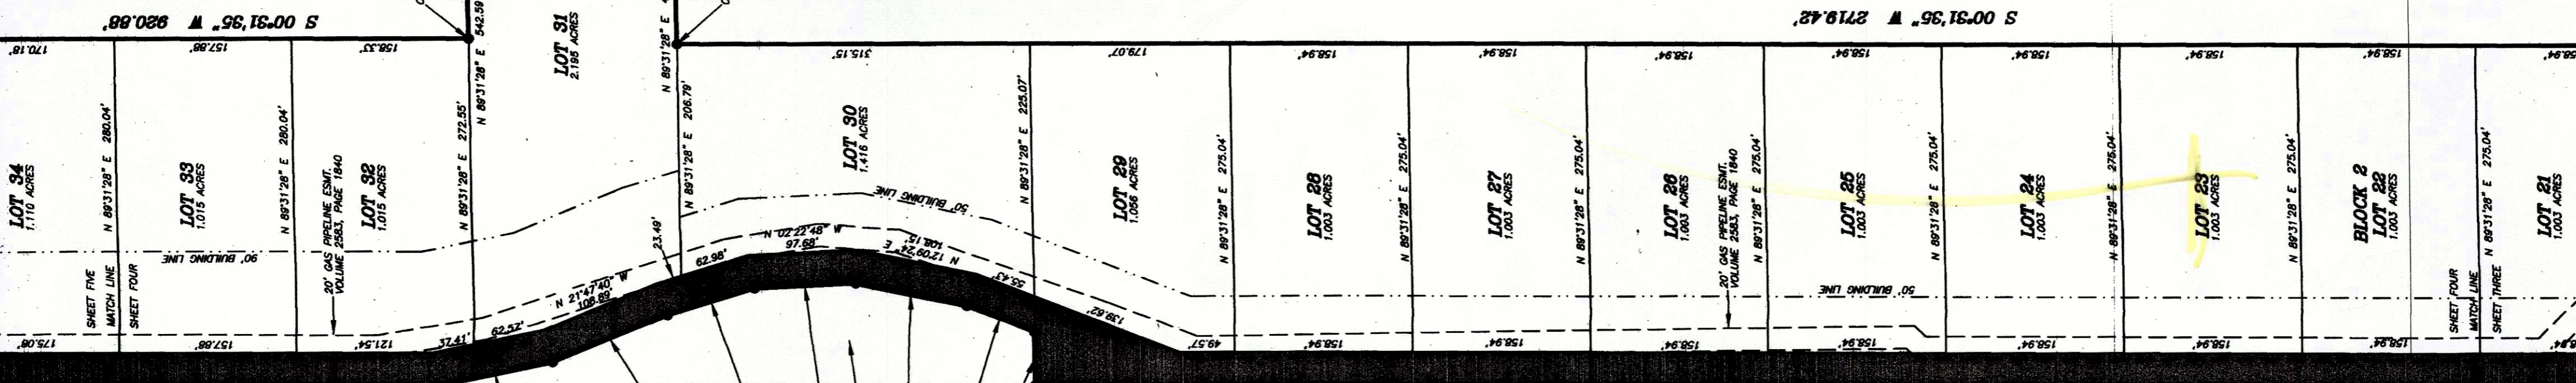 S 00°31'35" W 920.88'
S 00°31'35" W 2719.42'
170.18'
157.88'
158.33'
315.15'
179.07'
158.94'
158.94'
158.94'
158.94'
158.94'
158.94'
158.94'
N 89°31'28" E 542.59
LOT 31
2.195 ACRES
N 89°31'28" E
LOT 34
1.110 ACRES
N 89°31'28" E 280.04'
LOT 33
1.015 ACRES
N 89°31'28" E 280.04'
20' GAS PIPELINE ESMT.
VOLUME 2583, PAGE 1840
LOT 32
1.015 ACRES
N 89°31'28" E 272.55'
N 89°31'28" E 206.79'
LOT 30
1.416 ACRES
N 89°31'28" E 225.07'
LOT 29
1.056 ACRES
N 89°31'28" E 275.04'
LOT 28
1.003 ACRES
N 89°31'28" E 275.04'
LOT 27
1.003 ACRES
N 89°31'28" E 275.04'
LOT 26
1.003 ACRES
20' GAS PIPELINE ESMT.
VOLUME 2583, PAGE 1840
N 89°31'28" E 275.04'
LOT 25
1.003 ACRES
N 89°31'28" E 275.04'
LOT 24
1.003 ACRES
N 89°31'28" E 275.04'
LOT 23
1.003 ACRES
N 89°31'28" E 275.04'
BLOCK 2
LOT 22
1.003 ACRES
N 89°31'28" E 275.04'
LOT 21
1.003 ACRES
90' BUILDING LINE
50' BUILDING LINE
50' BUILDING LINE
SHEET FIVE
MATCH LINE
SHEET FOUR
SHEET FOUR
MATCH LINE
SHEET THREE
23.49'
N 21°47'40" W
106.69'
62.98'
N 02°22'48" W
97.68'
N 12°09'24" E
108.15'
55.43'
139.62'
175.08'
157.88'
121.54'
37.41'
62.57'
49.57'
158.94'
158.94'
158.94'
158.94'
158.94'
158.94'
158.94'